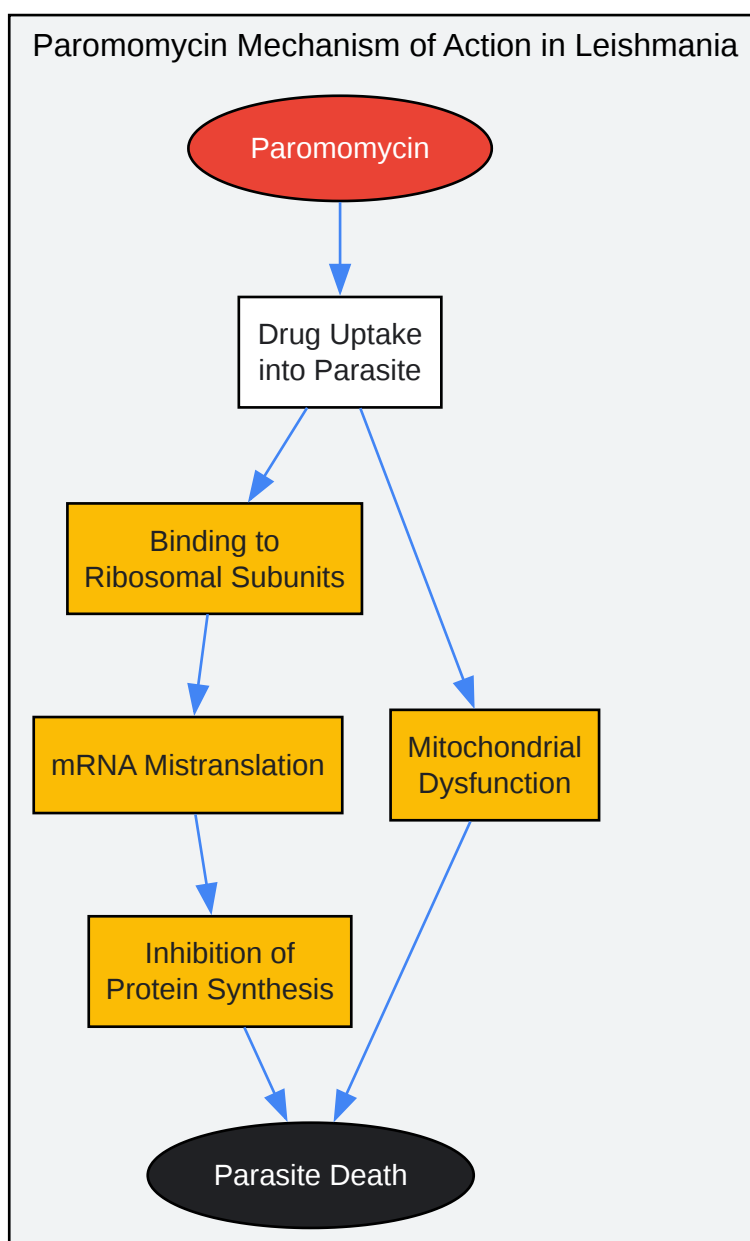 Paromomycin Mechanism of Action in Leishmania
Paromomycin
Drug Uptake
into Parasite
Binding to
Ribosomal Subunits
mRNA Mistranslation
Mitochondrial
Dysfunction
Inhibition of
Protein Synthesis
Parasite Death